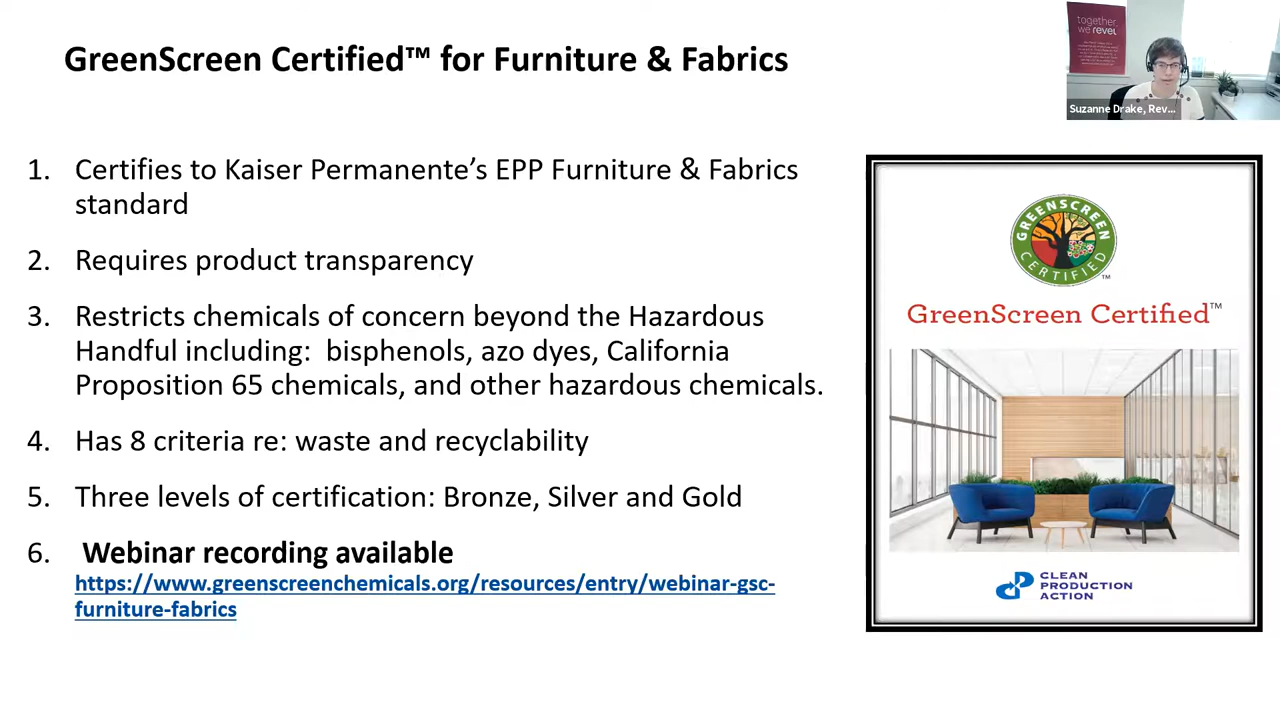 GreenScreen Certified™ for Furniture & Fabrics
together,
we revel
Suzanne Drake, Rev...
1. Certifies to Kaiser Permanente’s EPP Furniture & Fabrics
standard
2. Requires product transparency
3. Restricts chemicals of concern beyond the Hazardous
Handful including:  bisphenols, azo dyes, California
Proposition 65 chemicals, and other hazardous chemicals.
4. Has 8 criteria re: waste and recyclability
5. Three levels of certification: Bronze, Silver and Gold
6. Webinar recording available
https://www.greenscreenchemicals.org/resources/entry/webinar-gsc-
furniture-fabrics
GREENSCREEN
CERTIFIED
™
GreenScreen Certified™
CLEAN
PRODUCTION
ACTION